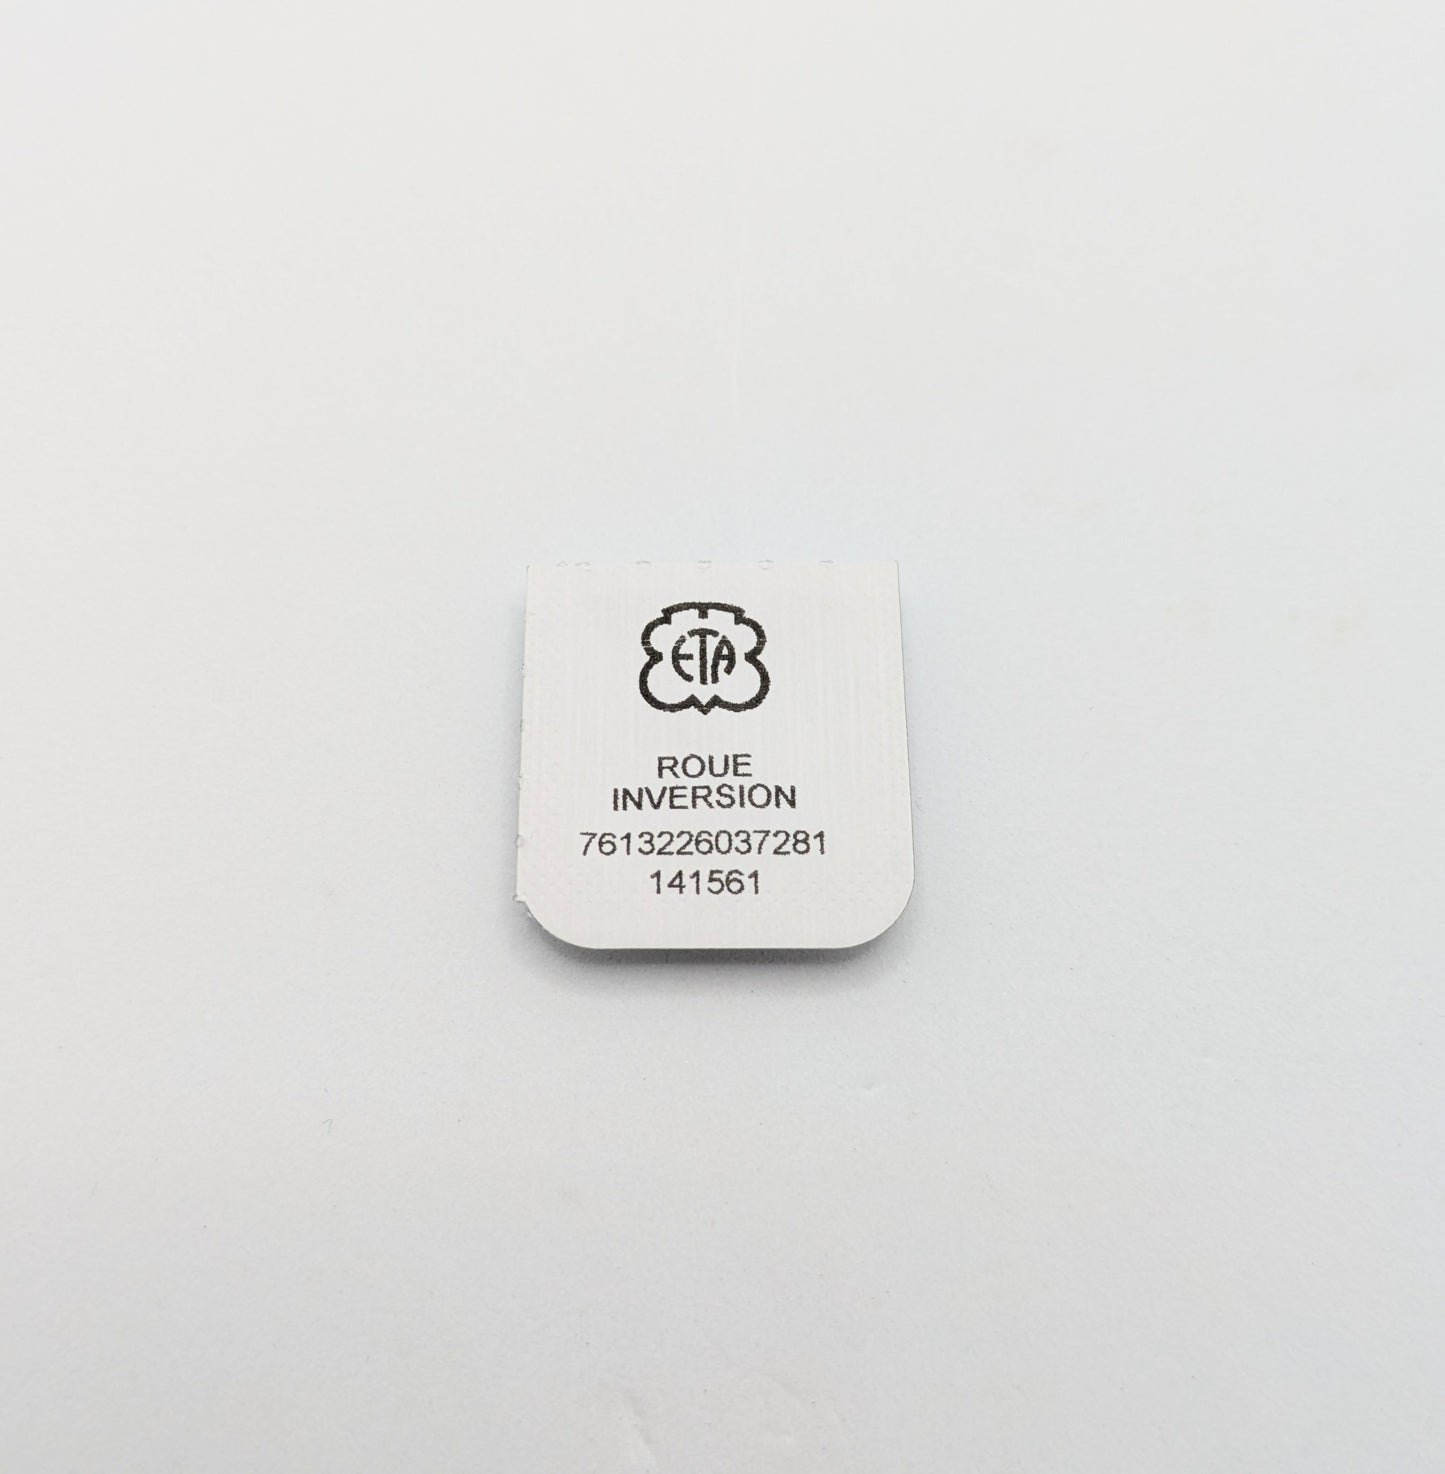 ETA
ROUE
INVERSION
7613226037281
141561